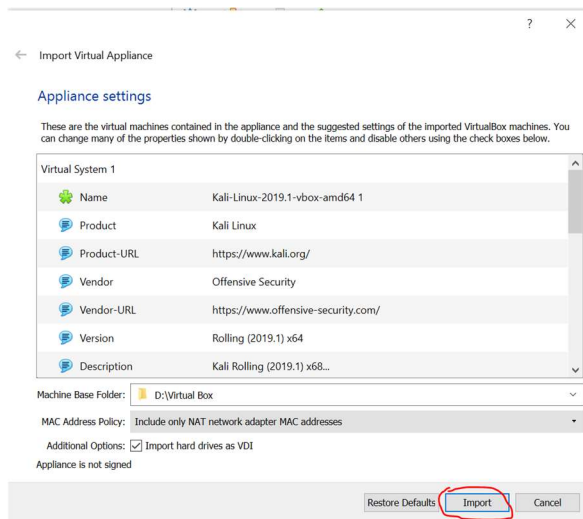 ?
Import Virtual Appliance
Appliance settings
These are the virtual machines contained in the appliance and the suggested settings of the imported VirtualBox machines. You
can change many of the properties shown by double-clicking on the items and disable others using the check boxes below.
Virtual System 1
Name Kali-Linux-2019.1-vbox-amd64 1
Product Kali Linux
Product-URL https://www.kali.org/
Vendor Offensive Security
Vendor-URL https://www.offensive-security.com/
Version Rolling (2019.1) x64
Description Kali Rolling (2019.1) x68...
Machine Base Folder: D:\Virtual Box
MAC Address Policy: Include only NAT network adapter MAC addresses
Additional Options: Import hard drives as VDI
Appliance is not signed
Restore Defaults Import Cancel